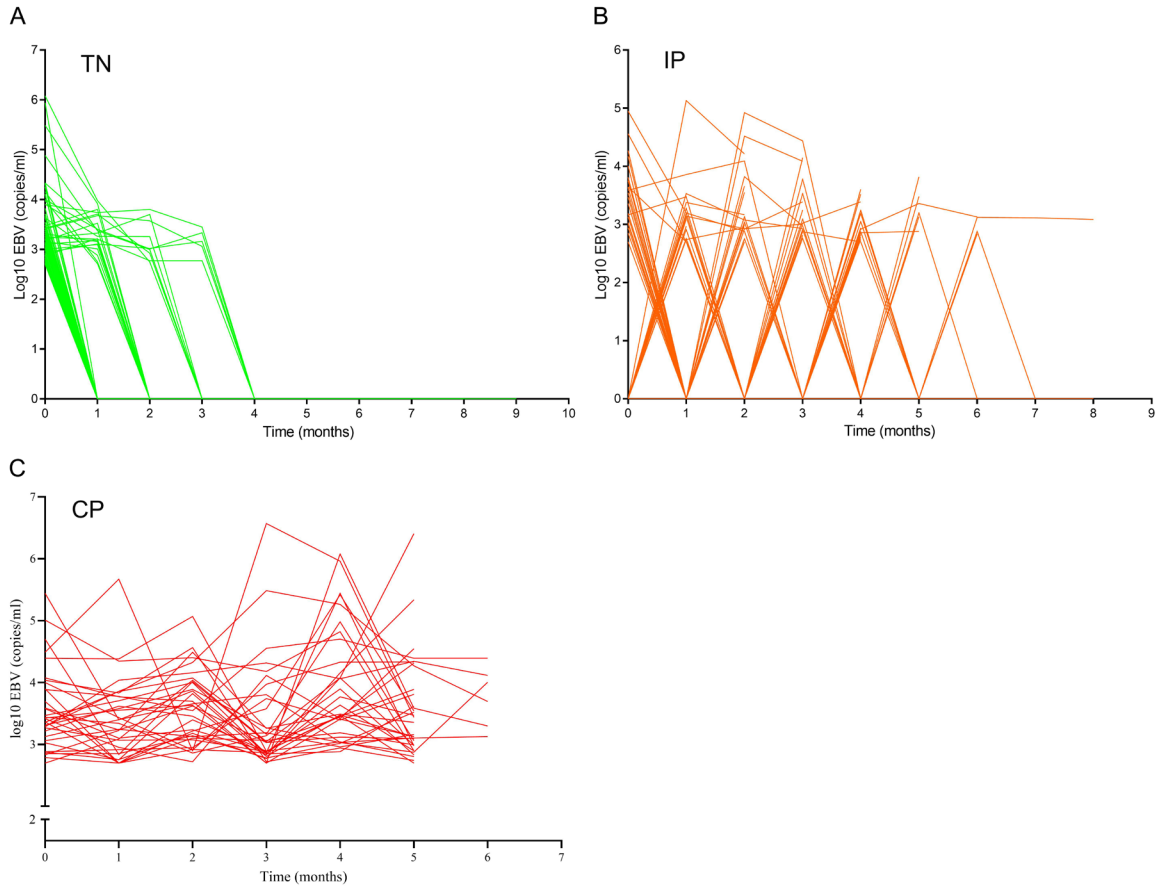 A
TN
7
6
5
4
3
2
1
0
Log10 EBV (copies/ml)
0 1 2 3 4 5 6 7 8 9 10
Time (months)
B
IP
6
5
4
3
2
1
0
Log10 EBV (copies/ml)
0 1 2 3 4 5 6 7 8 9
Time (months)
C
CP
7
6
5
4
3
2
log10 EBV (copies/ml)
0 1 2 3 4 5 6 7
Time (months)